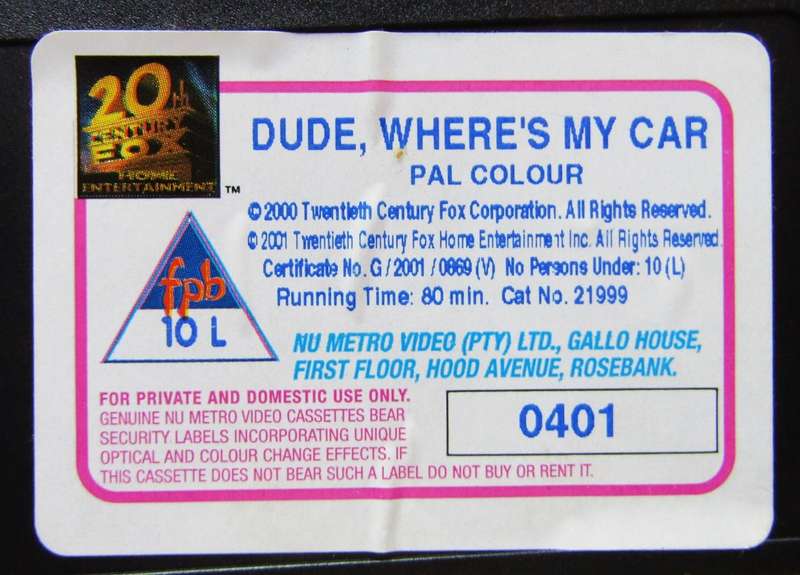 20th
CENTURY
FOX
HOME
ENTERTAINMENT
TM
DUDE, WHERE'S MY CAR
PAL COLOUR
© 2000 Twentieth Century Fox Corporation. All Rights Reserved.
© 2001 Twentieth Century Fox Home Entertainment Inc. All Rights Reserved.
Certificate No. G / 2001 / 0869 (V) No Persons Under: 10 (L)
Running Time: 80 min. Cat No. 21999
fpb
10 L
NU METRO VIDEO (PTY) LTD., GALLO HOUSE,
FIRST FLOOR, HOOD AVENUE, ROSEBANK.
FOR PRIVATE AND DOMESTIC USE ONLY.
GENUINE NU METRO VIDEO CASSETTES BEAR
SECURITY LABELS INCORPORATING UNIQUE
OPTICAL AND COLOUR CHANGE EFFECTS. IF
THIS CASSETTE DOES NOT BEAR SUCH A LABEL DO NOT BUY OR RENT IT.
0401